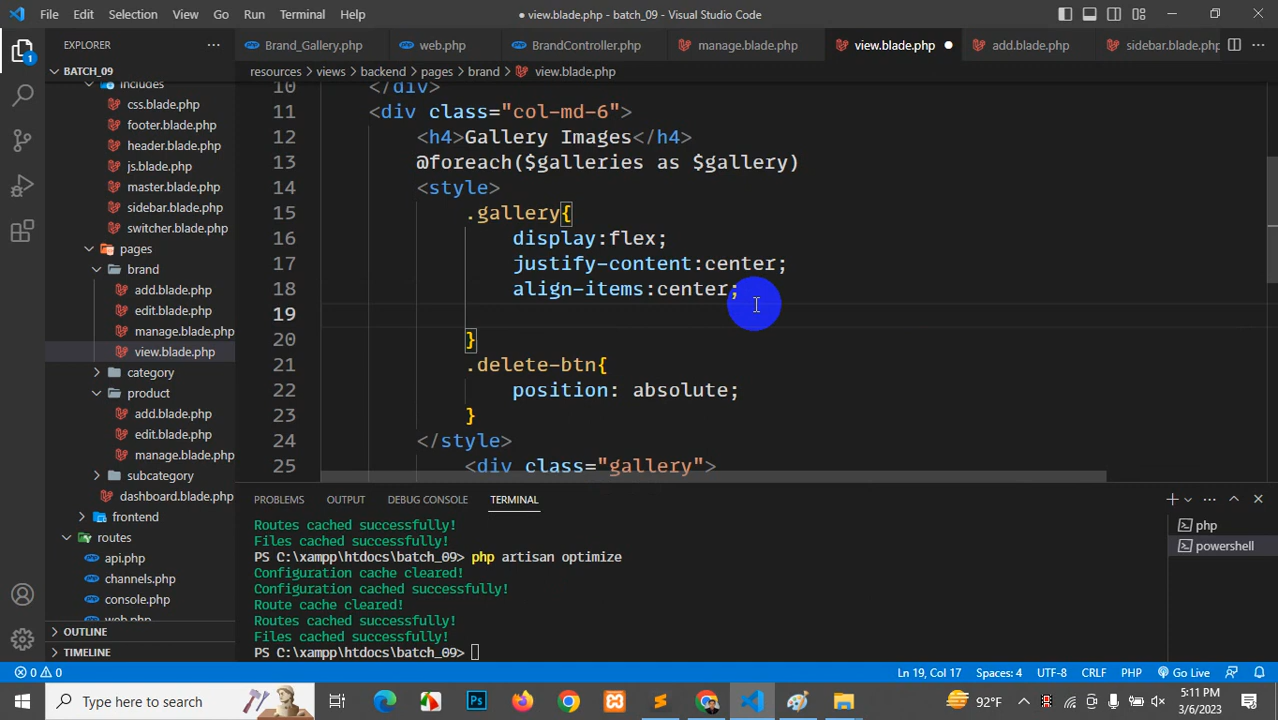 File Edit Selection View Go Run Terminal Help
● view.blade.php - batch_09 - Visual Studio Code
EXPLORER ...
Brand_Gallery.php web.php BrandController.php manage.blade.php view.blade.php ● add.blade.php sidebar.blade.php
BATCH_09
resources > views > backend > pages > brand > view.blade.php
includes
css.blade.php
footer.blade.php
header.blade.php
js.blade.php
master.blade.php
sidebar.blade.php
switcher.blade.php
pages
brand
add.blade.php
edit.blade.php
manage.blade.php
view.blade.php
category
product
add.blade.php
edit.blade.php
manage.blade.php
subcategory
dashboard.blade.php
frontend
routes
api.php
channels.php
console.php
web.php
OUTLINE
TIMELINE
10 </div>
11 <div class="col-md-6">
12 <h4>Gallery Images</h4>
13 @foreach($galleries as $gallery)
14 <style>
15 .gallery{
16 display:flex;
17 justify-content:center;
18 align-items:center;
19
20 }
21 .delete-btn{
22 position: absolute;
23 }
24 </style>
25 <div class="gallery">
PROBLEMS OUTPUT DEBUG CONSOLE TERMINAL
Routes cached successfully!
Files cached successfully!
PS C:\xampp\htdocs\batch_09> php artisan optimize
Configuration cache cleared!
Configuration cached successfully!
Route cache cleared!
Routes cached successfully!
Files cached successfully!
PS C:\xampp\htdocs\batch_09>
php
powershell
0 0
Ln 19, Col 17 Spaces: 4 UTF-8 CRLF PHP Go Live
Type here to search
Ps
92°F
5:11 PM
3/6/2023
1